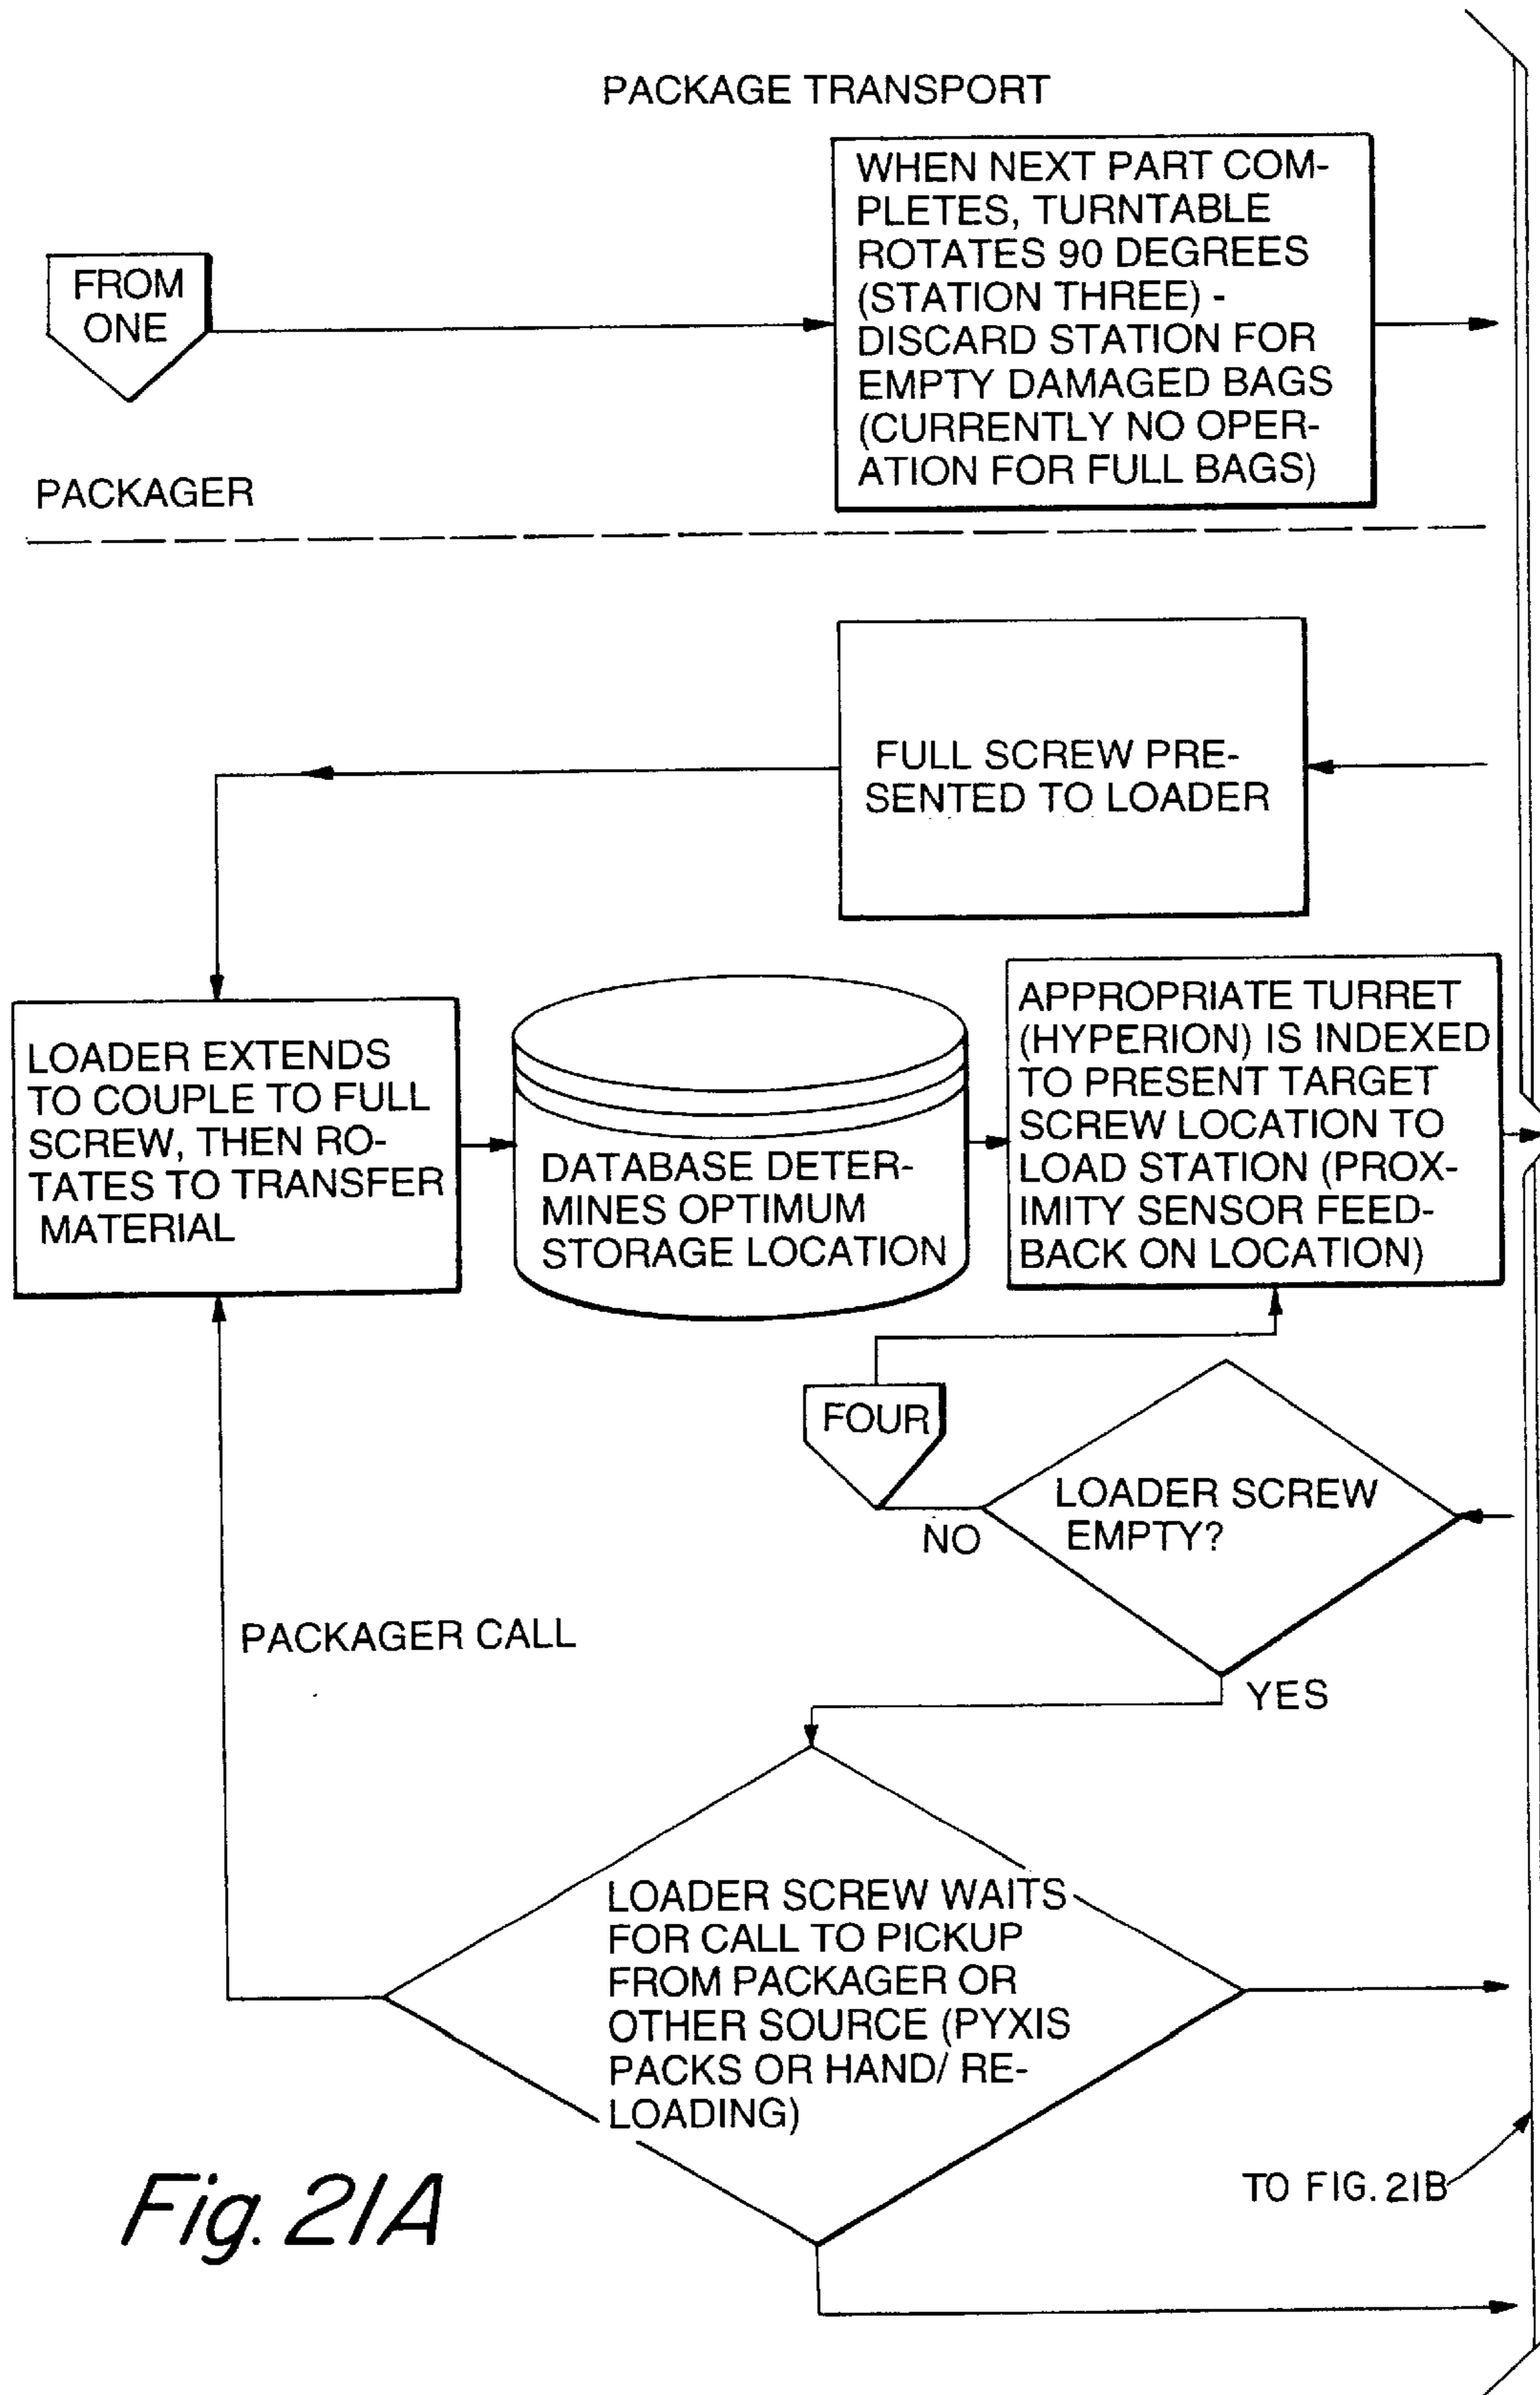 PACKAGE TRANSPORT
FROM
ONE
WHEN NEXT PART COM-
PLETES, TURNTABLE
ROTATES 90 DEGREES
(STATION THREE) -
DISCARD STATION FOR
EMPTY DAMAGED BAGS
(CURRENTLY NO OPER-
ATION FOR FULL BAGS)
PACKAGER
FULL SCREW PRE-
SENTED TO LOADER
LOADER EXTENDS
TO COUPLE TO FULL
SCREW, THEN RO-
TATES TO TRANSFER
MATERIAL
DATABASE DETER-
MINES OPTIMUM
STORAGE LOCATION
APPROPRIATE TURRET
(HYPERION) IS INDEXED
TO PRESENT TARGET
SCREW LOCATION TO
LOAD STATION (PROX-
IMITY SENSOR FEED-
BACK ON LOCATION)
FOUR
LOADER SCREW
EMPTY?
NO
YES
PACKAGER CALL
LOADER SCREW WAITS
FOR CALL TO PICKUP
FROM PACKAGER OR
OTHER SOURCE (PYXIS
PACKS OR HAND/ RE-
LOADING)
TO FIG. 21B
Fig. 21A